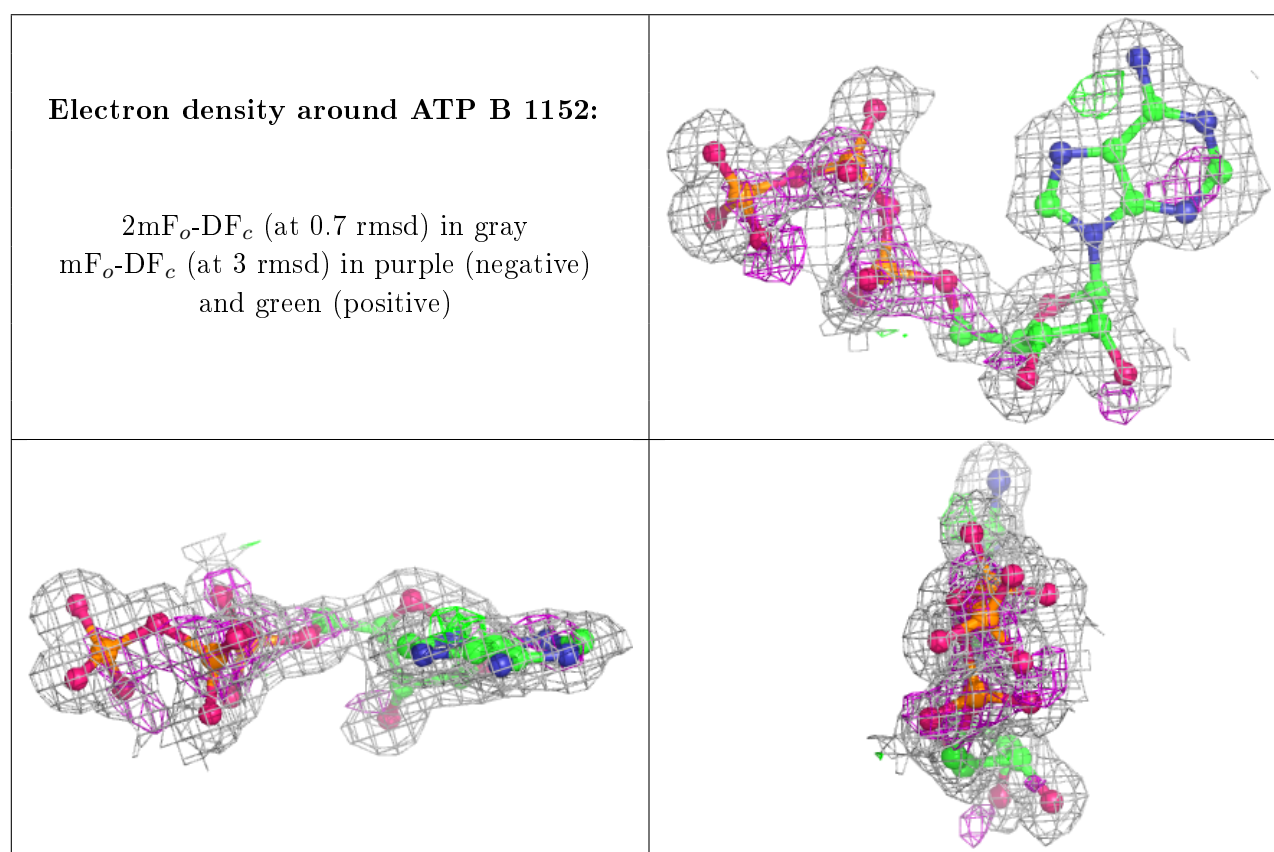 Electron density around ATP B 1152:
2mFo-DFc (at 0.7 rmsd) in gray
mFo-DFc (at 3 rmsd) in purple (negative)
and green (positive)